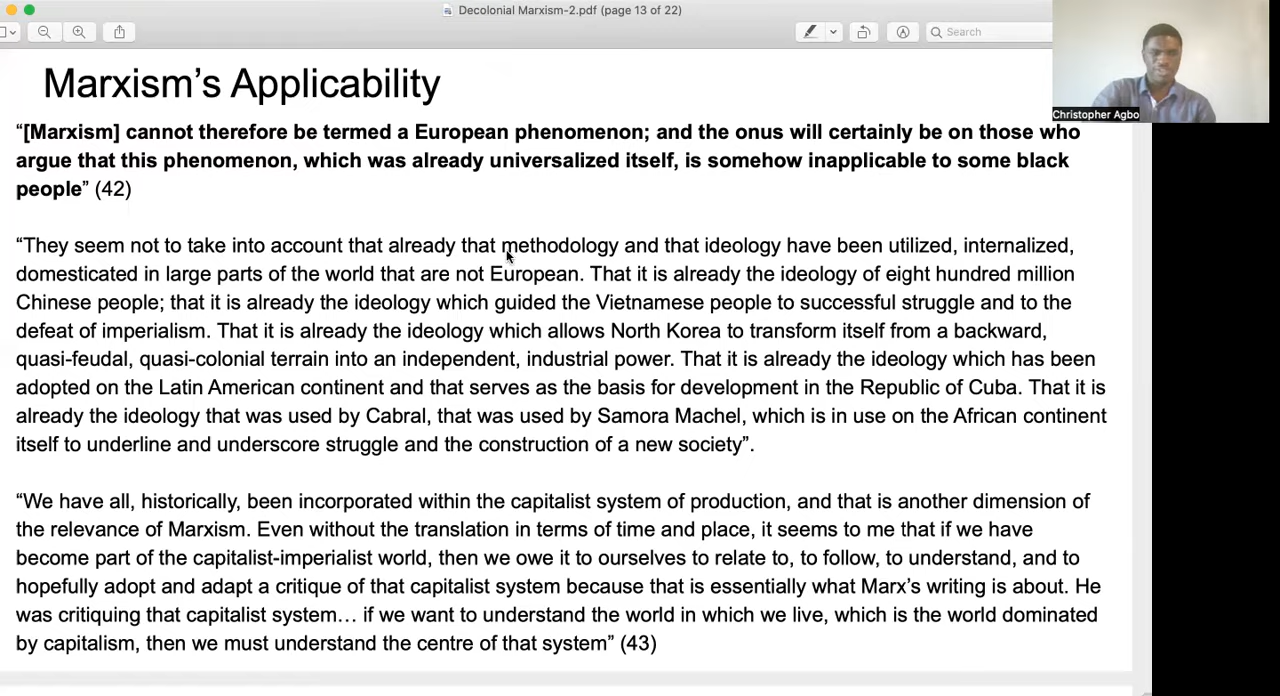 Decolonial Marxism-2.pdf (page 13 of 22)
Search
Christopher Agbo
Marxism’s Applicability
“[Marxism] cannot therefore be termed a European phenomenon; and the onus will certainly be on those who
argue that this phenomenon, which was already universalized itself, is somehow inapplicable to some black
people” (42)
“They seem not to take into account that already that methodology and that ideology have been utilized, internalized,
domesticated in large parts of the world that are not European. That it is already the ideology of eight hundred million
Chinese people; that it is already the ideology which guided the Vietnamese people to successful struggle and to the
defeat of imperialism. That it is already the ideology which allows North Korea to transform itself from a backward,
quasi-feudal, quasi-colonial terrain into an independent, industrial power. That it is already the ideology which has been
adopted on the Latin American continent and that serves as the basis for development in the Republic of Cuba. That it is
already the ideology that was used by Cabral, that was used by Samora Machel, which is in use on the African continent
itself to underline and underscore struggle and the construction of a new society”.
“We have all, historically, been incorporated within the capitalist system of production, and that is another dimension of
the relevance of Marxism. Even without the translation in terms of time and place, it seems to me that if we have
become part of the capitalist-imperialist world, then we owe it to ourselves to relate to, to follow, to understand, and to
hopefully adopt and adapt a critique of that capitalist system because that is essentially what Marx’s writing is about. He
was critiquing that capitalist system… if we want to understand the world in which we live, which is the world dominated
by capitalism, then we must understand the centre of that system” (43)